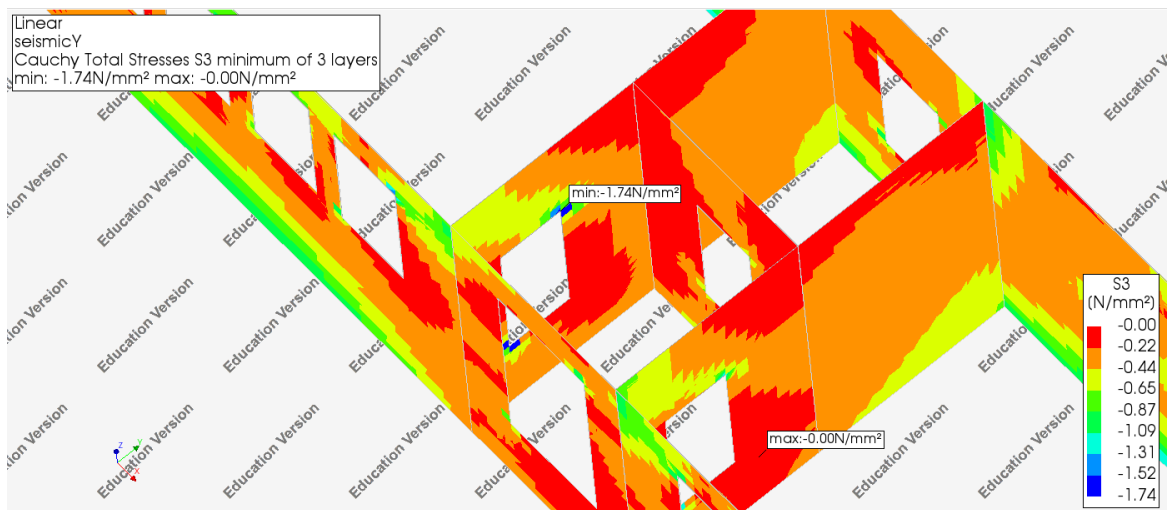 Linear
seismicY
Cauchy Total Stresses S3 minimum of 3 layers
min: -1.74N/mm² max: -0.00N/mm²
Education Version
min:-1.74N/mm²
max:-0.00N/mm²
S3
(N/mm²)
-0.00
-0.22
-0.44
-0.65
-0.87
-1.09
-1.31
-1.52
-1.74
Z
Y
X